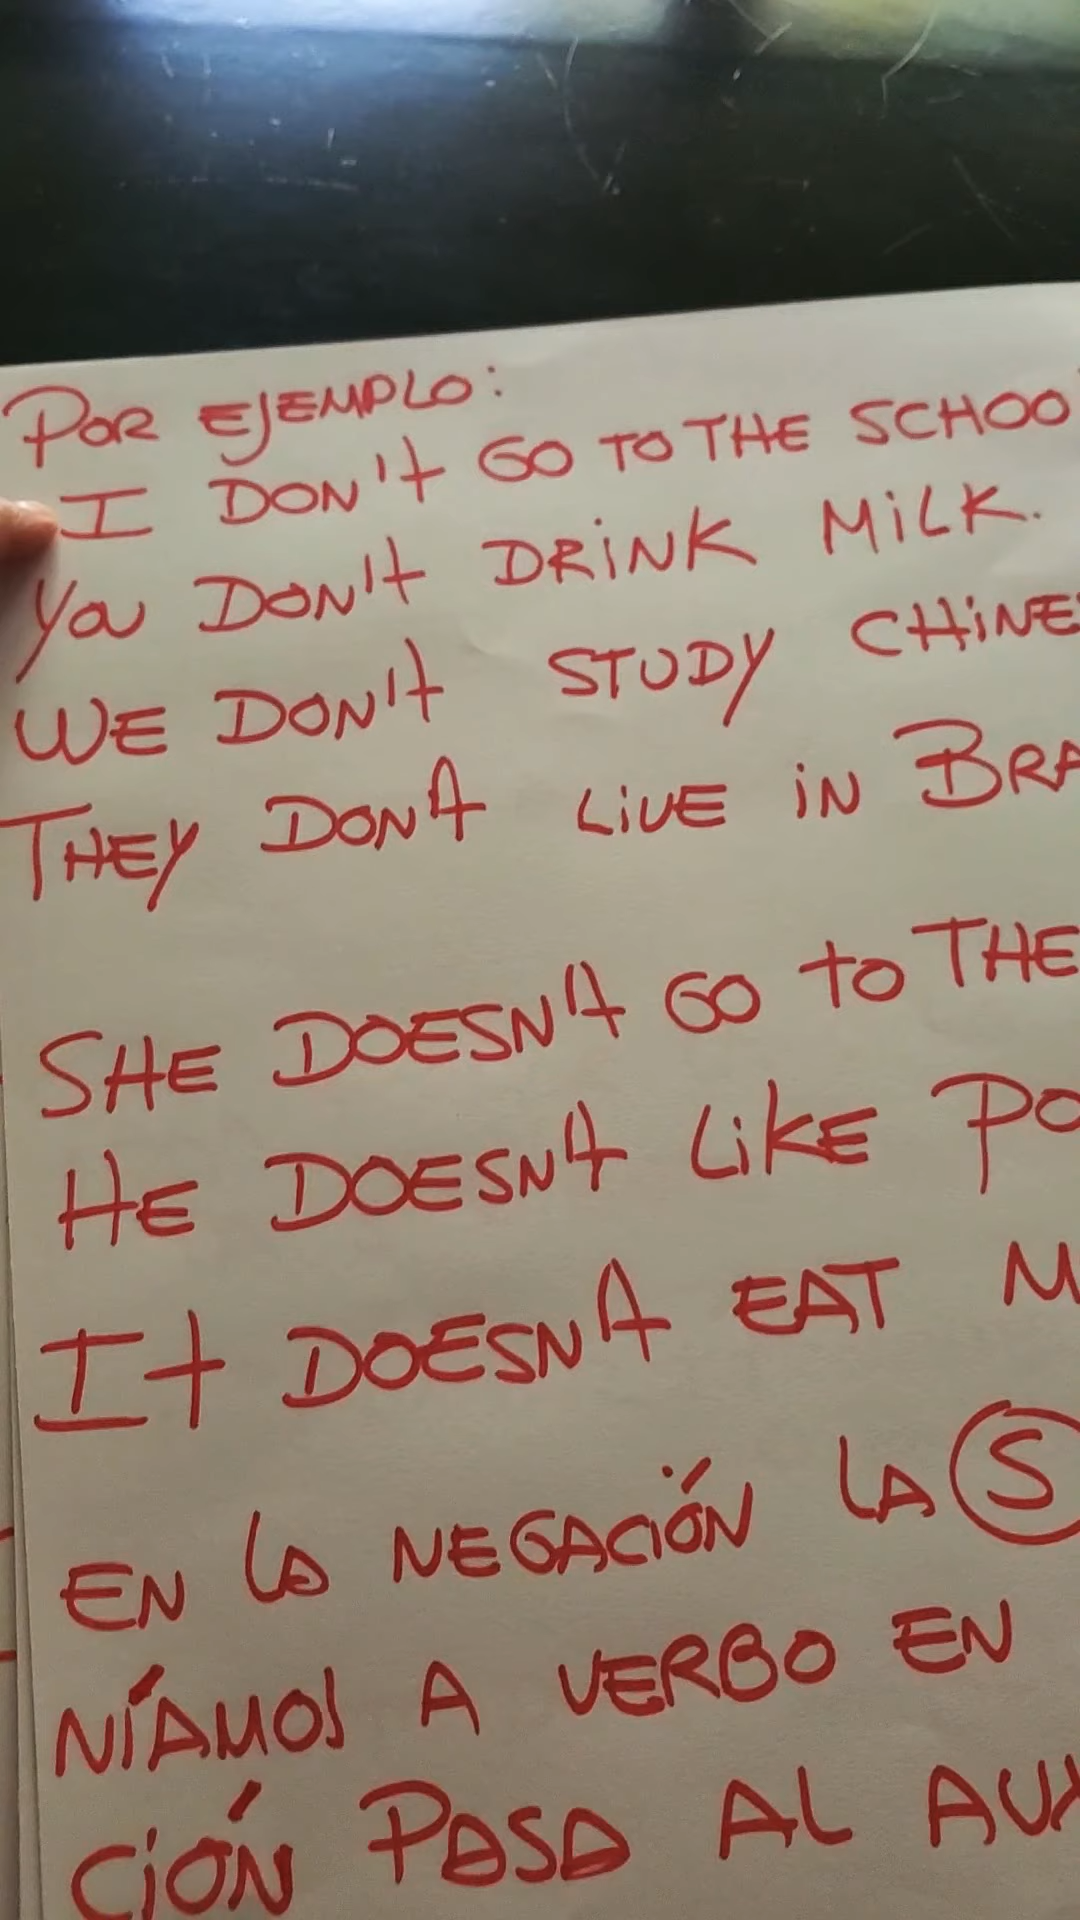 POR EJEMPLO:
I DON't GO TO THE SCHOO
YOU DON't DRiNK MiLK.
WE DON't STUDY CHiNE
THEY DON't LiVE iN BRA
SHE DOESN't GO to THE
HE DOESN't LiKE PO
It DOESN't EAT M
EN LA NEGACiÓN LA S
NÍAMOS A VERBO EN
CiÓN PASA AL AUX